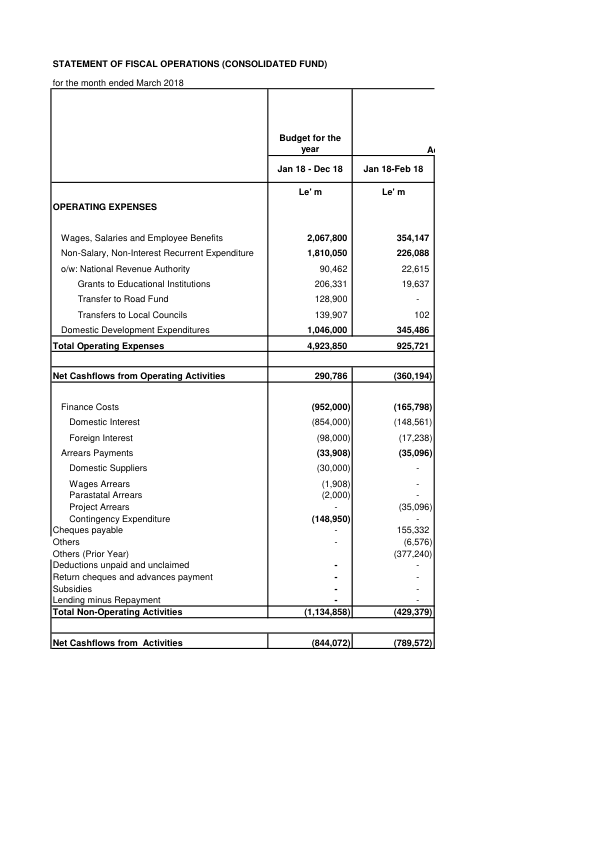 STATEMENT OF FISCAL OPERATIONS (CONSOLIDATED FUND)
for the month ended March 2018
Budget for the
year
Jan 18 - Dec 18 Jan 18-Feb 18
Le' m Le' m
OPERATING EXPENSES
Wages, Salaries and Employee Benefits 2,067,800 354,147
Non-Salary, Non-Interest Recurrent Expenditure 1,810,050 226,088
o/w: National Revenue Authority 90,462 22,615
Grants to Educational Institutions 206,331 19,637
Transfer to Road Fund 128,900 -
Transfers to Local Councils 139,907 102
Domestic Development Expenditures 1,046,000 345,486
Total Operating Expenses 4,923,850 925,721
Net Cashflows from Operating Activities 290,786 (360,194)
Finance Costs (952,000) (165,798)
Domestic Interest (854,000) (148,561)
Foreign Interest (98,000) (17,238)
Arrears Payments (33,908) (35,096)
Domestic Suppliers (30,000) -
Wages Arrears (1,908) -
Parastatal Arrears (2,000) -
Project Arrears - (35,096)
Contingency Expenditure (148,950) -
Cheques payable - 155,332
Others - (6,576)
Others (Prior Year) (377,240)
Deductions unpaid and unclaimed - -
Return cheques and advances payment - -
Subsidies - -
Lending minus Repayment - -
Total Non-Operating Activities (1,134,858) (429,379)
Net Cashflows from Activities (844,072) (789,572)